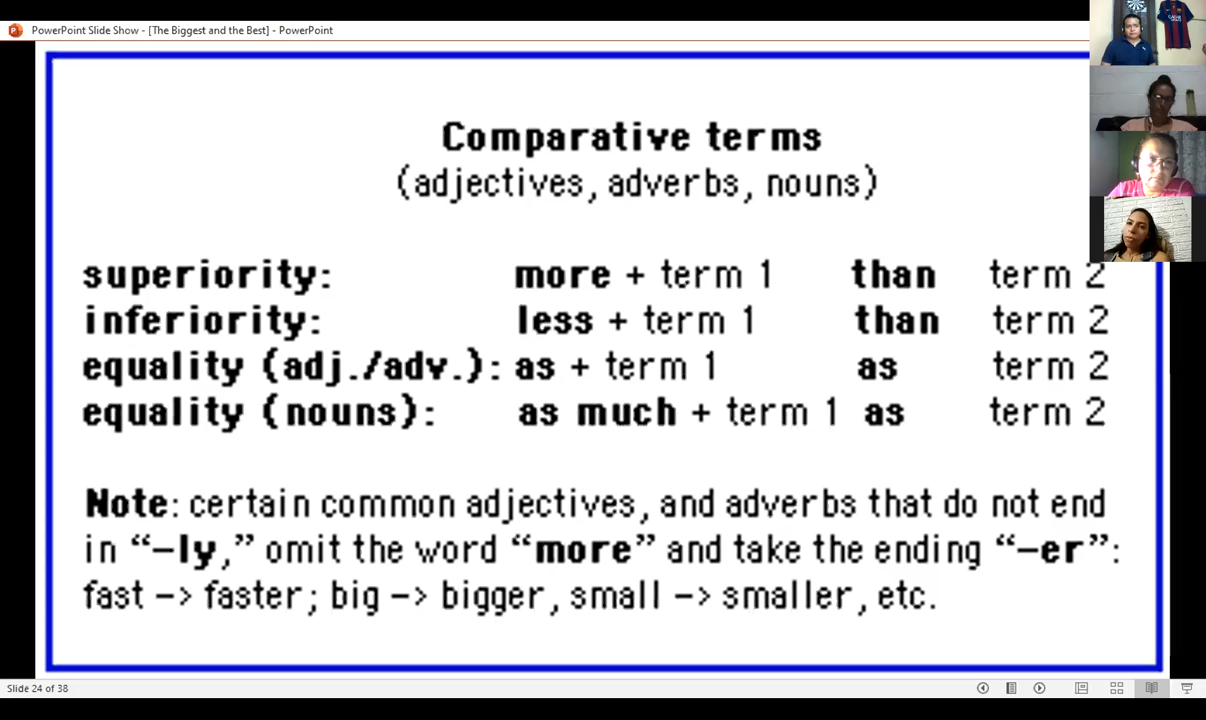 PowerPoint Slide Show - [The Biggest and the Best] - PowerPoint
Comparative terms
(adjectives, adverbs, nouns)
superiority: more + term 1 than term 2
inferiority: less + term 1 than term 2
equality (adj./adv.): as + term 1 as term 2
equality (nouns): as much + term 1 as term 2
Note: certain common adjectives, and adverbs that do not end
in “-ly,” omit the word “more” and take the ending “-er”:
fast -> faster; big -> bigger, small -> smaller, etc.
Slide 24 of 38